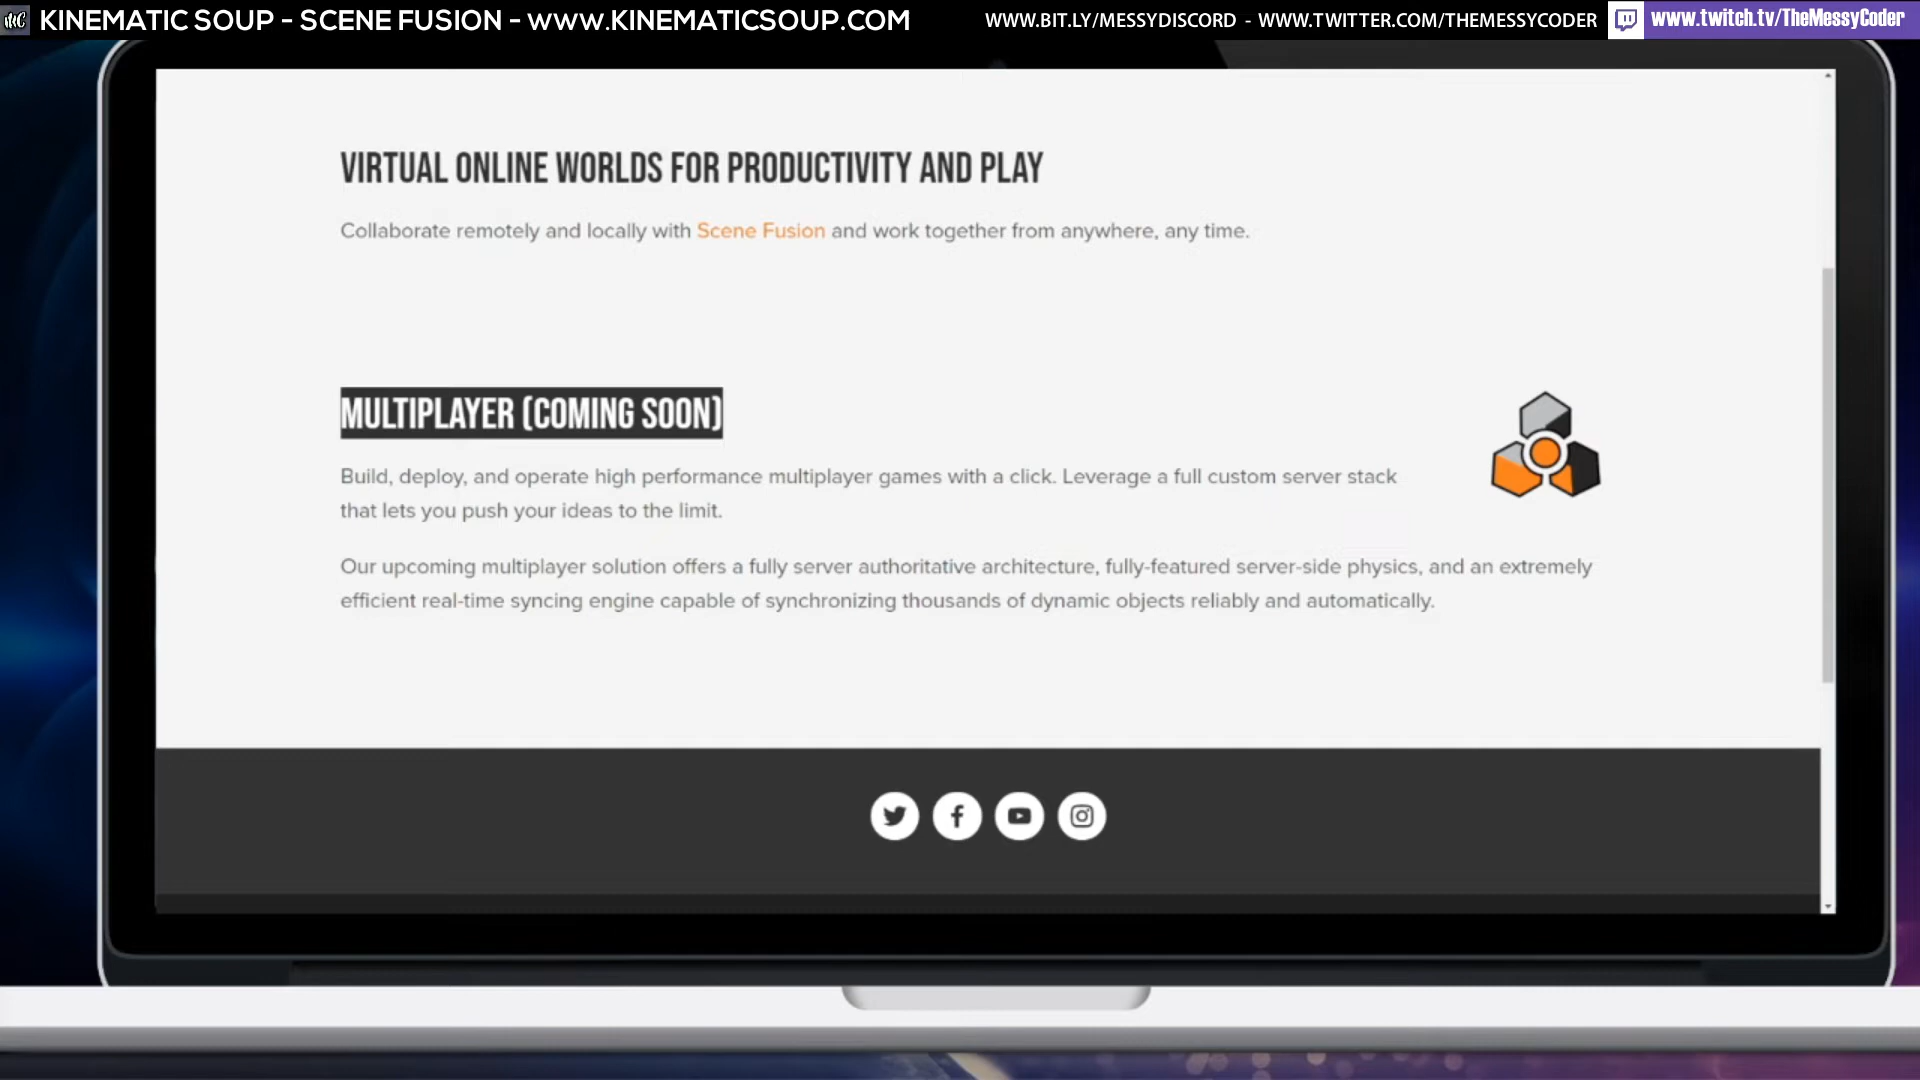 MC KINEMATIC SOUP - SCENE FUSION - WWW.KINEMATICSOUP.COM
WWW.BIT.LY/MESSYDISCORD - WWW.TWITTER.COM/THEMESSYCODER
www.twitch.tv/TheMessyCoder
VIRTUAL ONLINE WORLDS FOR PRODUCTIVITY AND PLAY
Collaborate remotely and locally with Scene Fusion and work together from anywhere, any time.
MULTIPLAYER (COMING SOON)
Build, deploy, and operate high performance multiplayer games with a click. Leverage a full custom server stack
that lets you push your ideas to the limit.
Our upcoming multiplayer solution offers a fully server authoritative architecture, fully-featured server-side physics, and an extremely
efficient real-time syncing engine capable of synchronizing thousands of dynamic objects reliably and automatically.